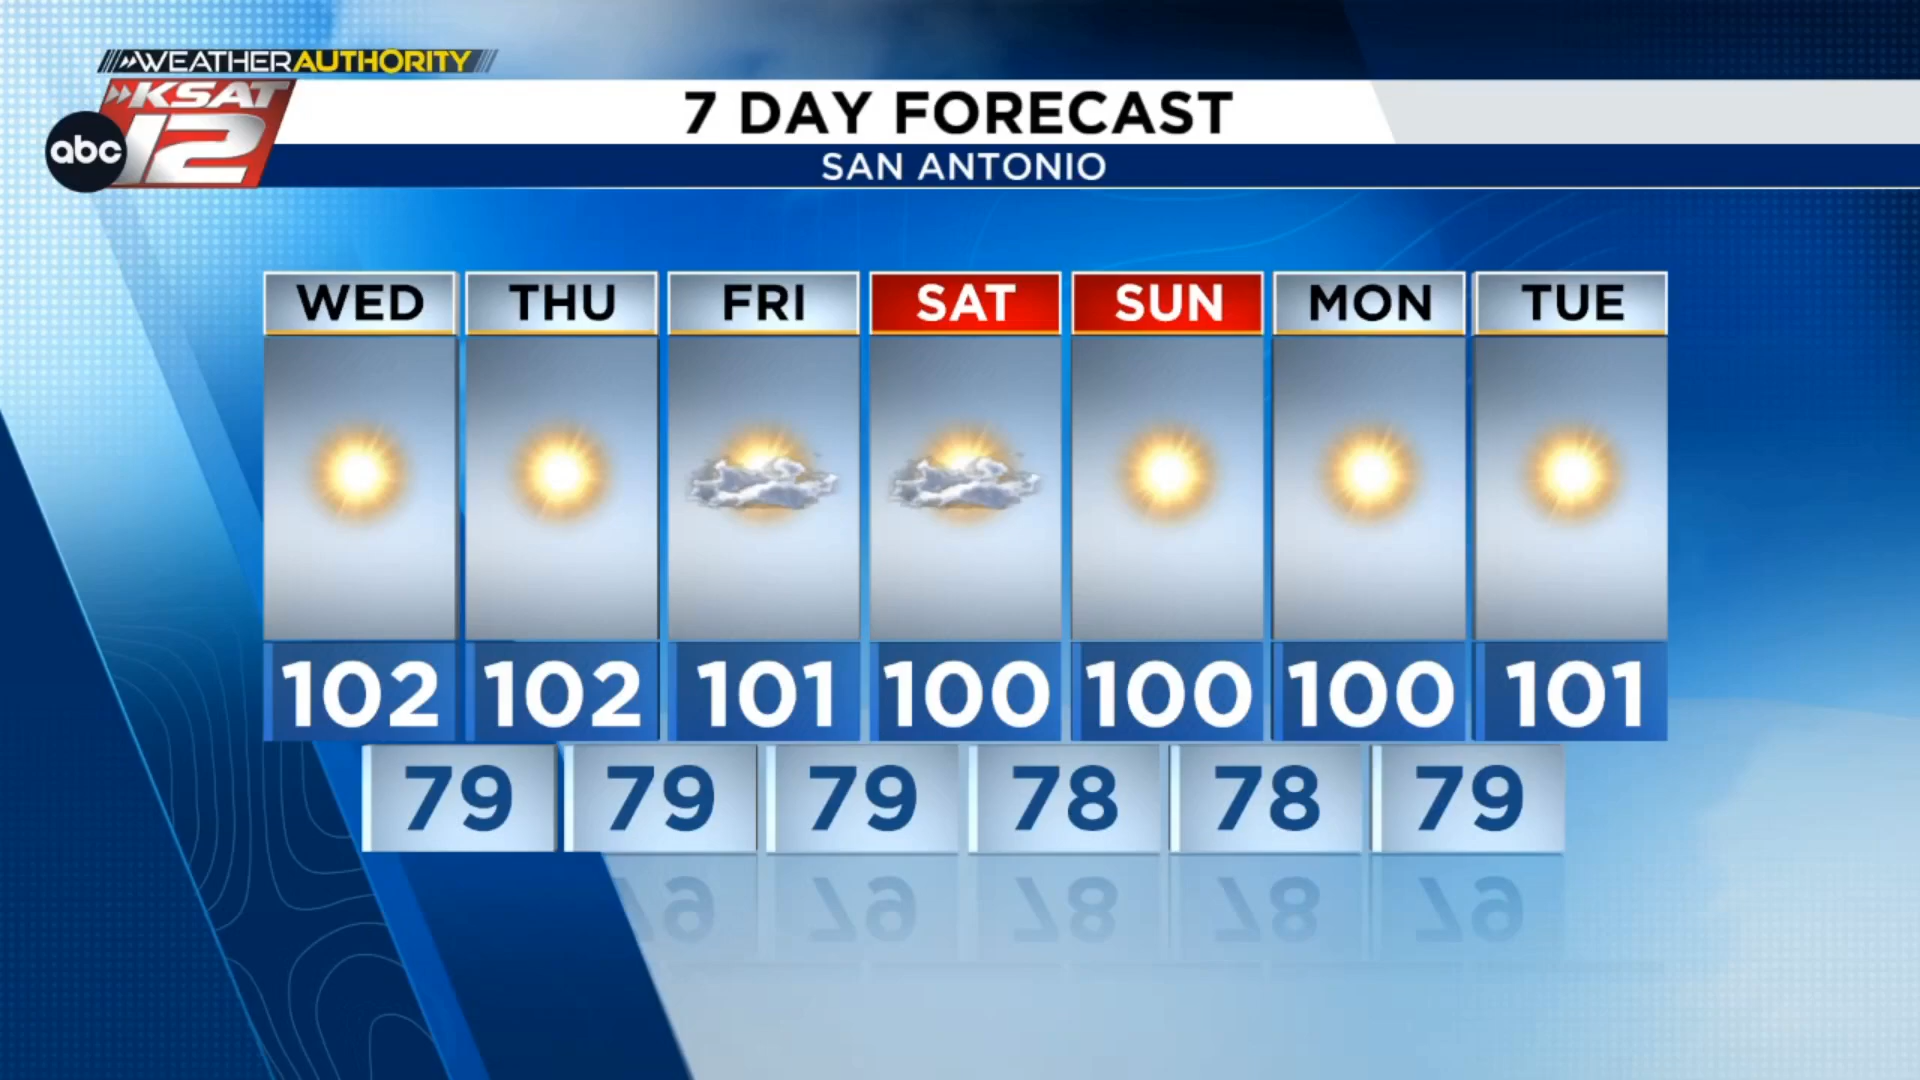 WEATHERAUTHORITY
KSAT
abc 12
7 DAY FORECAST
SAN ANTONIO
WED THU FRI SAT SUN MON TUE
102 102 101 100 100 100 101
79 79 79 78 78 79